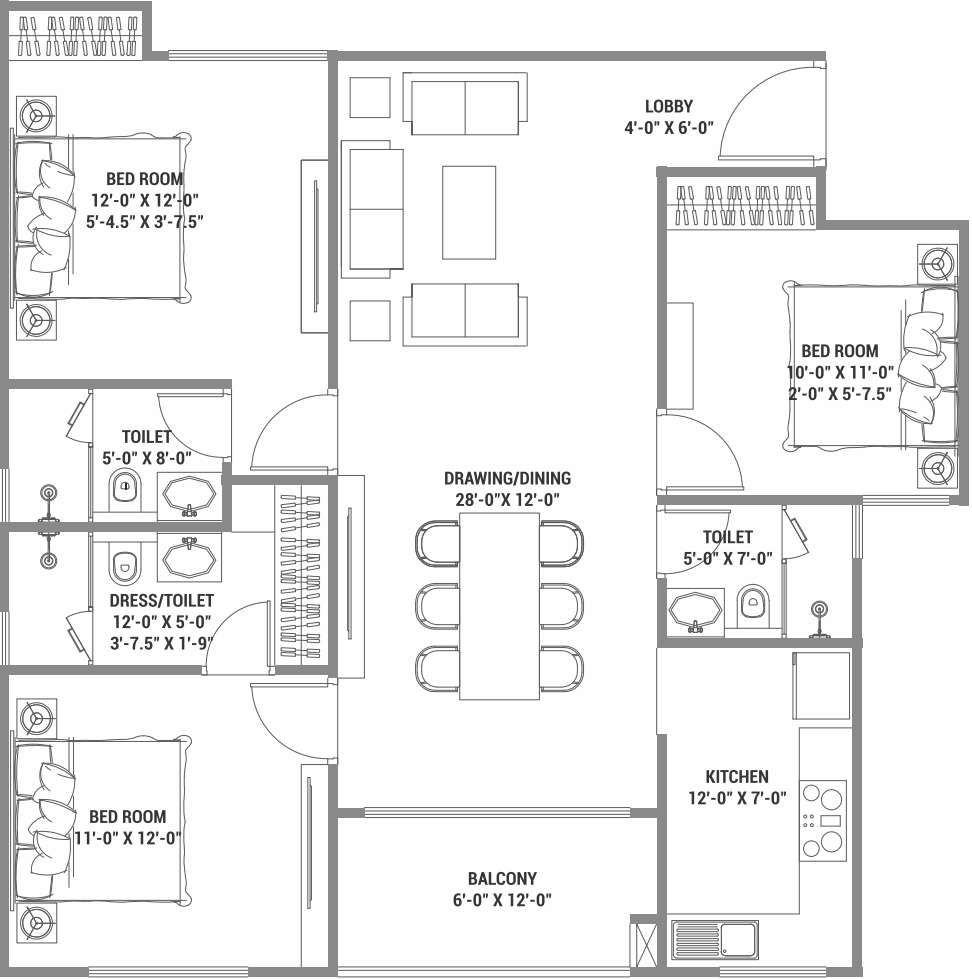 LOBBY
4'-0" X 6'-0"
BED ROOM
12'-0" X 12'-0"
5'-4.5" X 3'-7.5"
BED ROOM
10'-0" X 11'-0"
2'-0" X 5'-7.5"
TOILET
5'-0" X 8'-0"
DRAWING/DINING
28'-0"X 12'-0"
TOILET
5'-0" X 7'-0"
DRESS/TOILET
12'-0" X 5'-0"
3'-7.5" X 1'-9"
KITCHEN
12'-0" X 7'-0"
BED ROOM
11'-0" X 12'-0"
BALCONY
6'-0" X 12'-0"